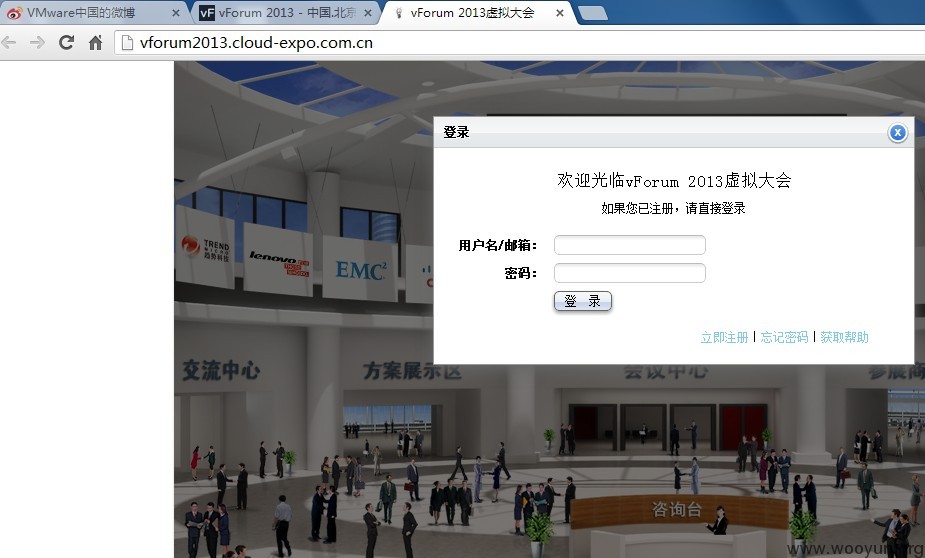 VMware中国的微博
vF vForum 2013 - 中国.北京
vForum 2013虚拟大会
vforum2013.cloud-expo.com.cn
登录
欢迎光临vForum 2013虚拟大会
如果您已注册，请直接登录
用户名/邮箱：
密码：
登 录
立即注册 | 忘记密码 | 获取帮助
TREND
MICRO
趋势科技
lenovo
EMC²
交流中心
方案展示区
会议中心
参展商
咨询台
www.wooyun.org